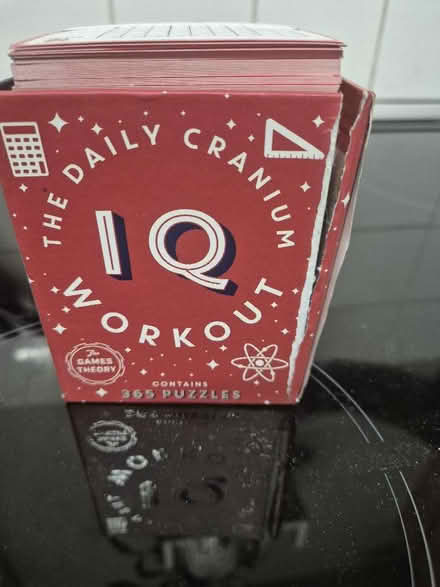 THE DAILY CRANIUM
IQ
WORKOUT
The
GAMES
THEORY
CONTAINS
365 PUZZLES